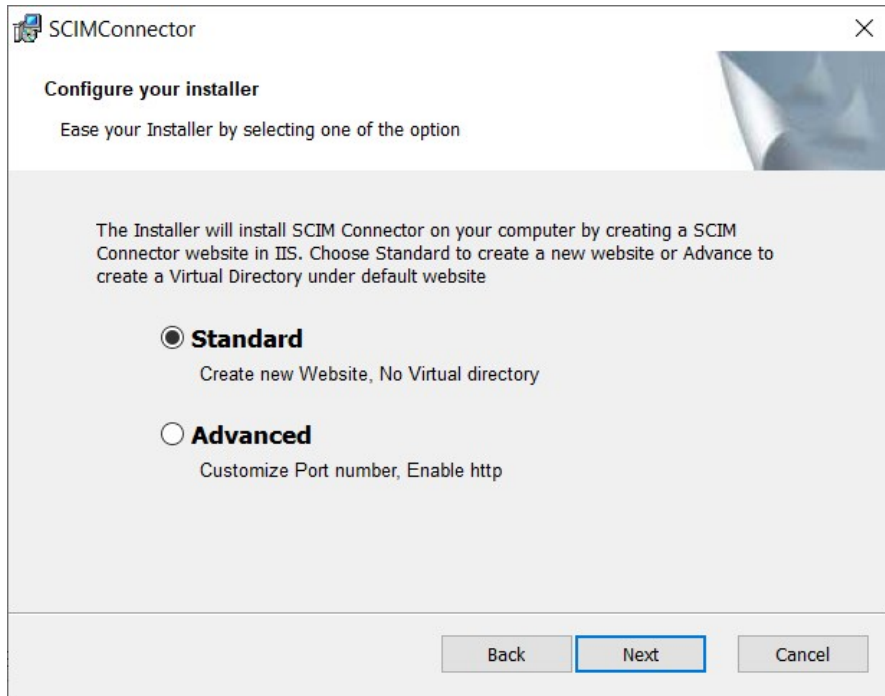 SCIMConnector
Configure your installer
Ease your Installer by selecting one of the option
The Installer will install SCIM Connector on your computer by creating a SCIM
Connector website in IIS. Choose Standard to create a new website or Advance to
create a Virtual Directory under default website
Standard
Create new Website, No Virtual directory
Advanced
Customize Port number, Enable http
Back Next Cancel